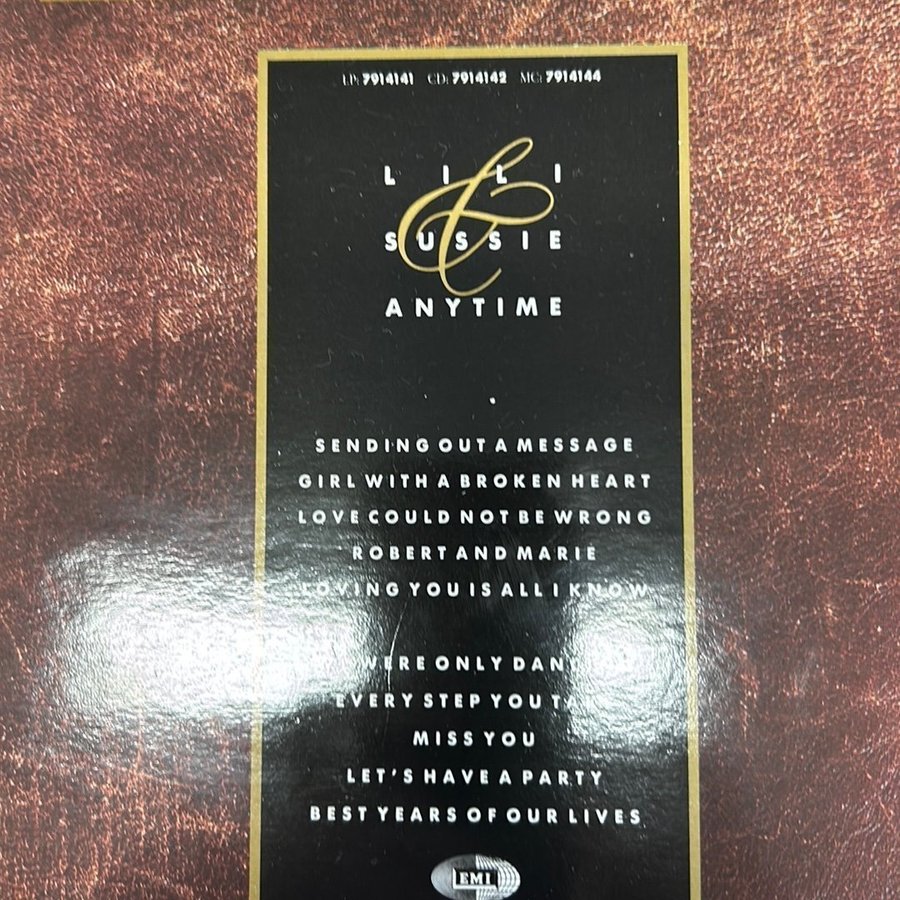 LP: 7914141 CD: 7914142 MC: 7914144
LILI
&
SUSSIE
ANYTIME
SENDING OUT A MESSAGE
GIRL WITH A BROKEN HEART
LOVE COULD NOT BE WRONG
ROBERT AND MARIE
LOVING YOU IS ALL I KNOW
WERE ONLY
EVERY STEP YOU
MISS YOU
LET'S HAVE A PARTY
BEST YEARS OF OUR LIVES
EMI